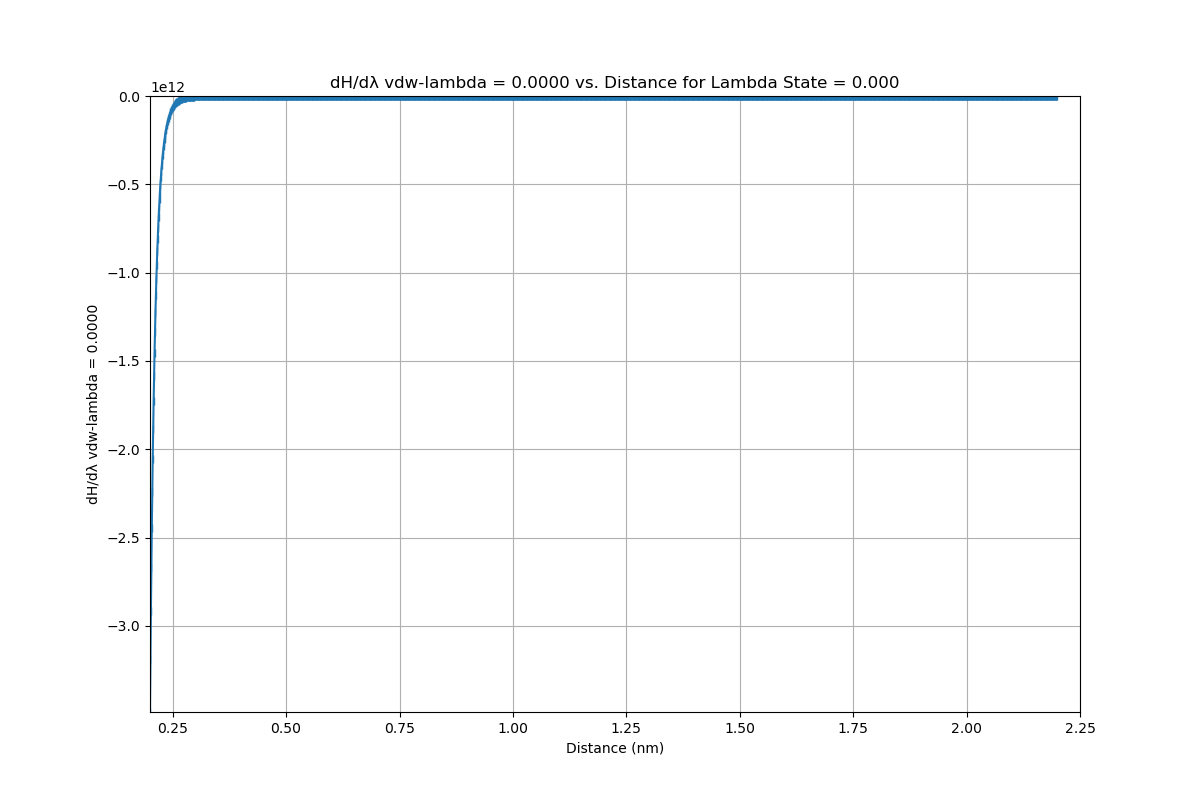 dH/dλ vdw-lambda = 0.0000 vs. Distance for Lambda State = 0.000
1e12
0.0
−0.5
−1.0
−1.5
−2.0
−2.5
−3.0
dH/dλ vdw-lambda = 0.0000
0.25 0.50 0.75 1.00 1.25 1.50 1.75 2.00 2.25
Distance (nm)